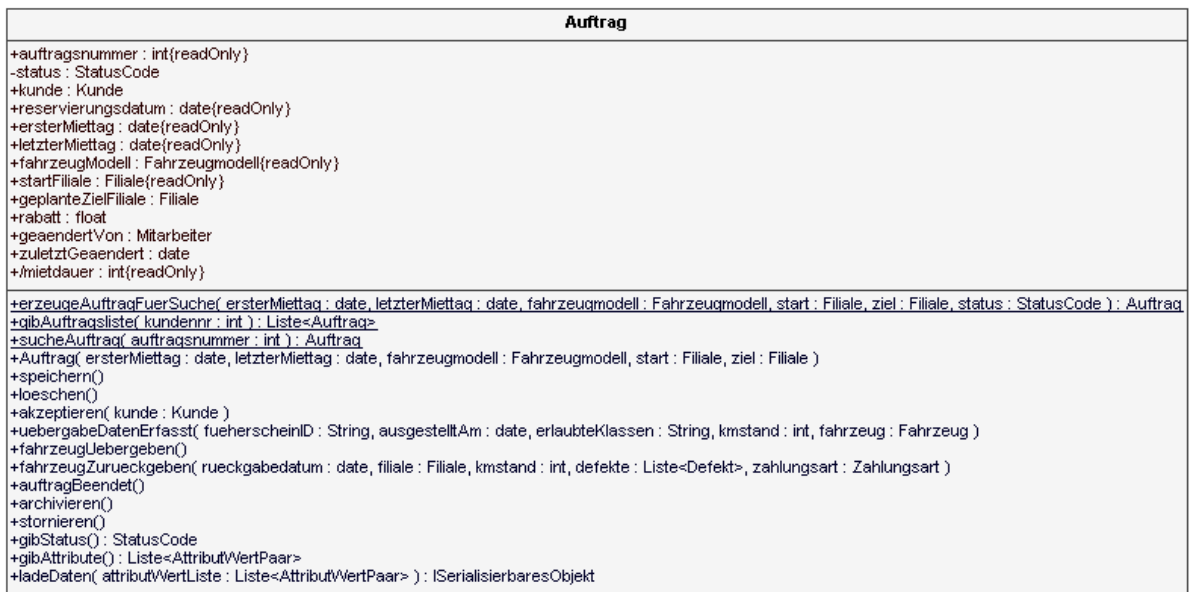 Auftrag
+auftragsnummer : int{readOnly}
-status : StatusCode
+kunde : Kunde
+reservierungsdatum : date{readOnly}
+ersterMiettag : date{readOnly}
+letzterMiettag : date{readOnly}
+fahrzeugModell : Fahrzeugmodell{readOnly}
+startFiliale : Filiale{readOnly}
+geplanteZielFiliale : Filiale
+rabatt : float
+geaendertVon : Mitarbeiter
+zuletztGeaendert : date
+/mietdauer : int{readOnly}
+erzeugeAuftragFuerSuche( ersterMiettag : date, letzterMiettag : date, fahrzeugmodell : Fahrzeugmodell, start : Filiale, ziel : Filiale, status : StatusCode ) : Auftrag
+gibAuftragsliste( kundennr : int ) : Liste<Auftrag>
+sucheAuftrag( auftragsnummer : int ) : Auftrag
+Auftrag( ersterMiettag : date, letzterMiettag : date, fahrzeugmodell : Fahrzeugmodell, start : Filiale, ziel : Filiale )
+speichern()
+loeschen()
+akzeptieren( kunde : Kunde )
+uebergabeDatenErfasst( fueherscheinID : String, ausgestelltAm : date, erlaubteKlassen : String, kmstand : int, fahrzeug : Fahrzeug )
+fahrzeugUebergeben()
+fahrzeugZurueckgeben( rueckgabedatum : date, filiale : Filiale, kmstand : int, defekte : Liste<Defekt>, zahlungsart : Zahlungsart )
+auftragBeendet()
+archivieren()
+stornieren()
+gibStatus() : StatusCode
+gibAttribute() : Liste<AttributWertPaar>
+ladeDaten( attributWertListe : Liste<AttributWertPaar> ) : ISerialisierbaresObjekt